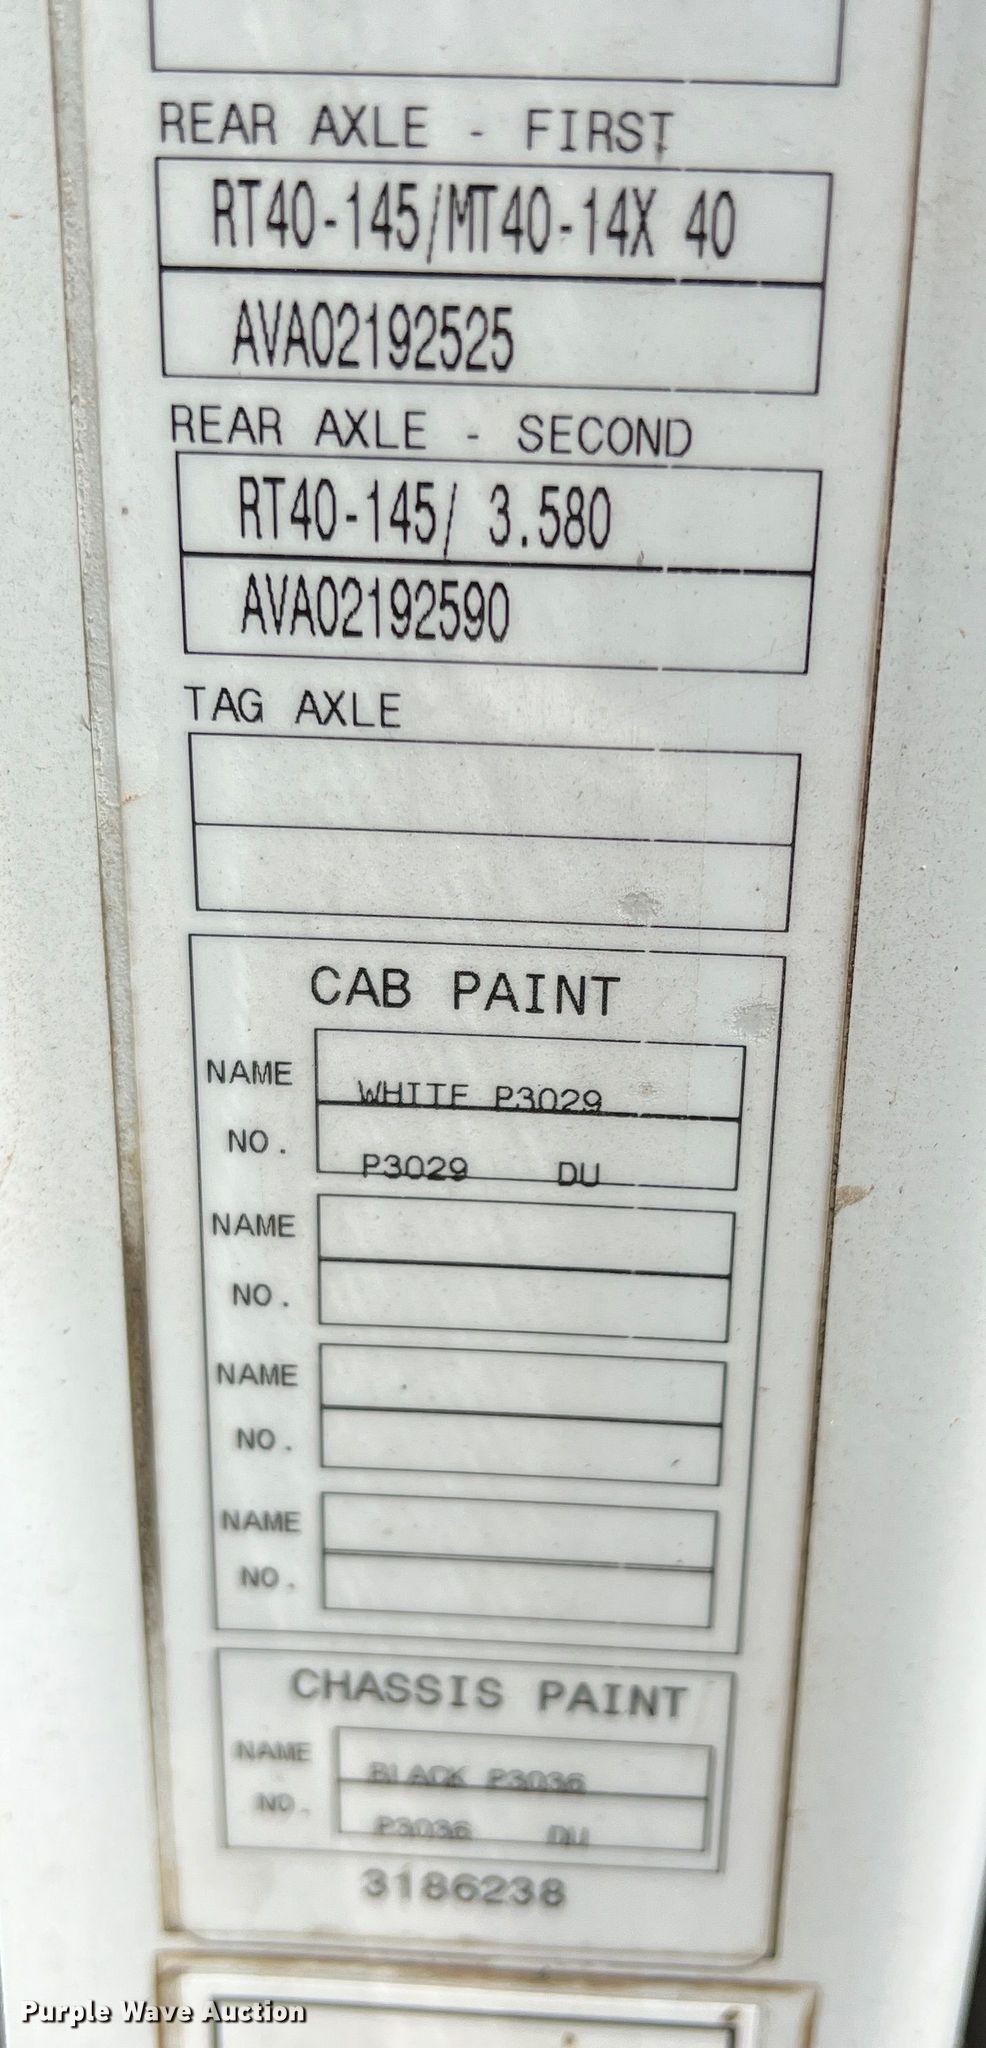 REAR AXLE - FIRST
RT40-145/MT40-14X 40
AVA02192525
REAR AXLE - SECOND
RT40-145/ 3.580
AVA02192590
TAG AXLE
CAB PAINT
NAME WHITE P3029
NO. P3029 DU
NAME
NO.
NAME
NO.
NAME
NO.
CHASSIS PAINT
NAME BLACK P3036
NO. P3036 DU
3186238
Purple Wave Auction